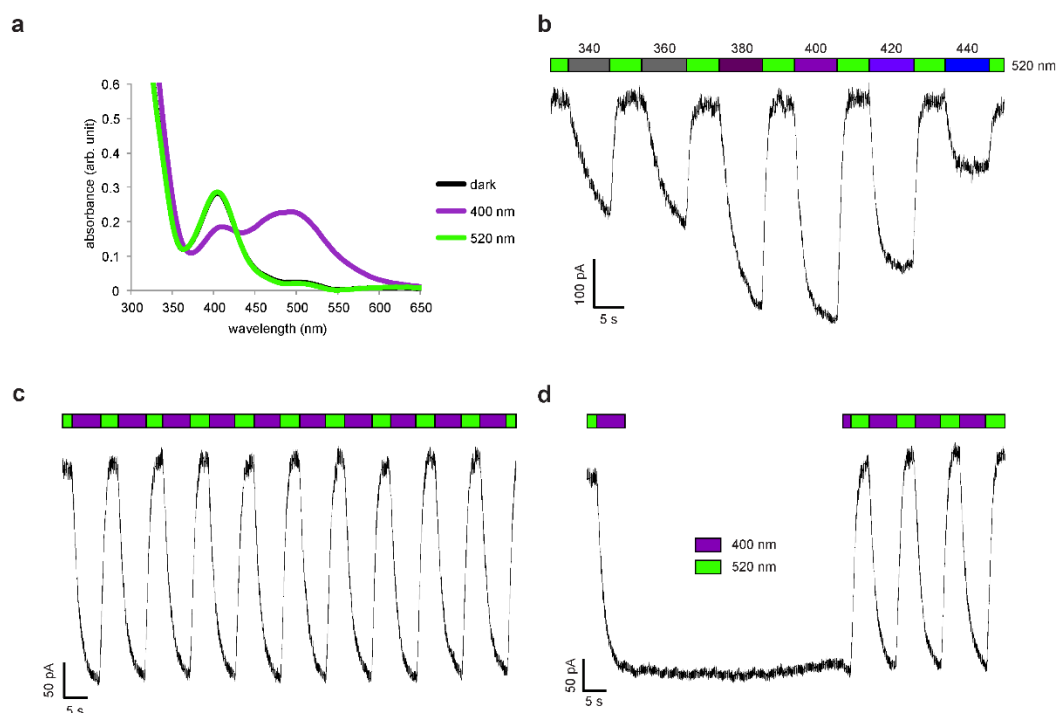 a
0.6
0.5
0.4
0.3
0.2
0.1
0
absorbance (arb. unit)
300 350 400 450 500 550 600 650
wavelength (nm)
dark
400 nm
520 nm
b
340 360 380 400 420 440
520 nm
100 pA
5 s
c
50 pA
5 s
d
400 nm
520 nm
50 pA
5 s